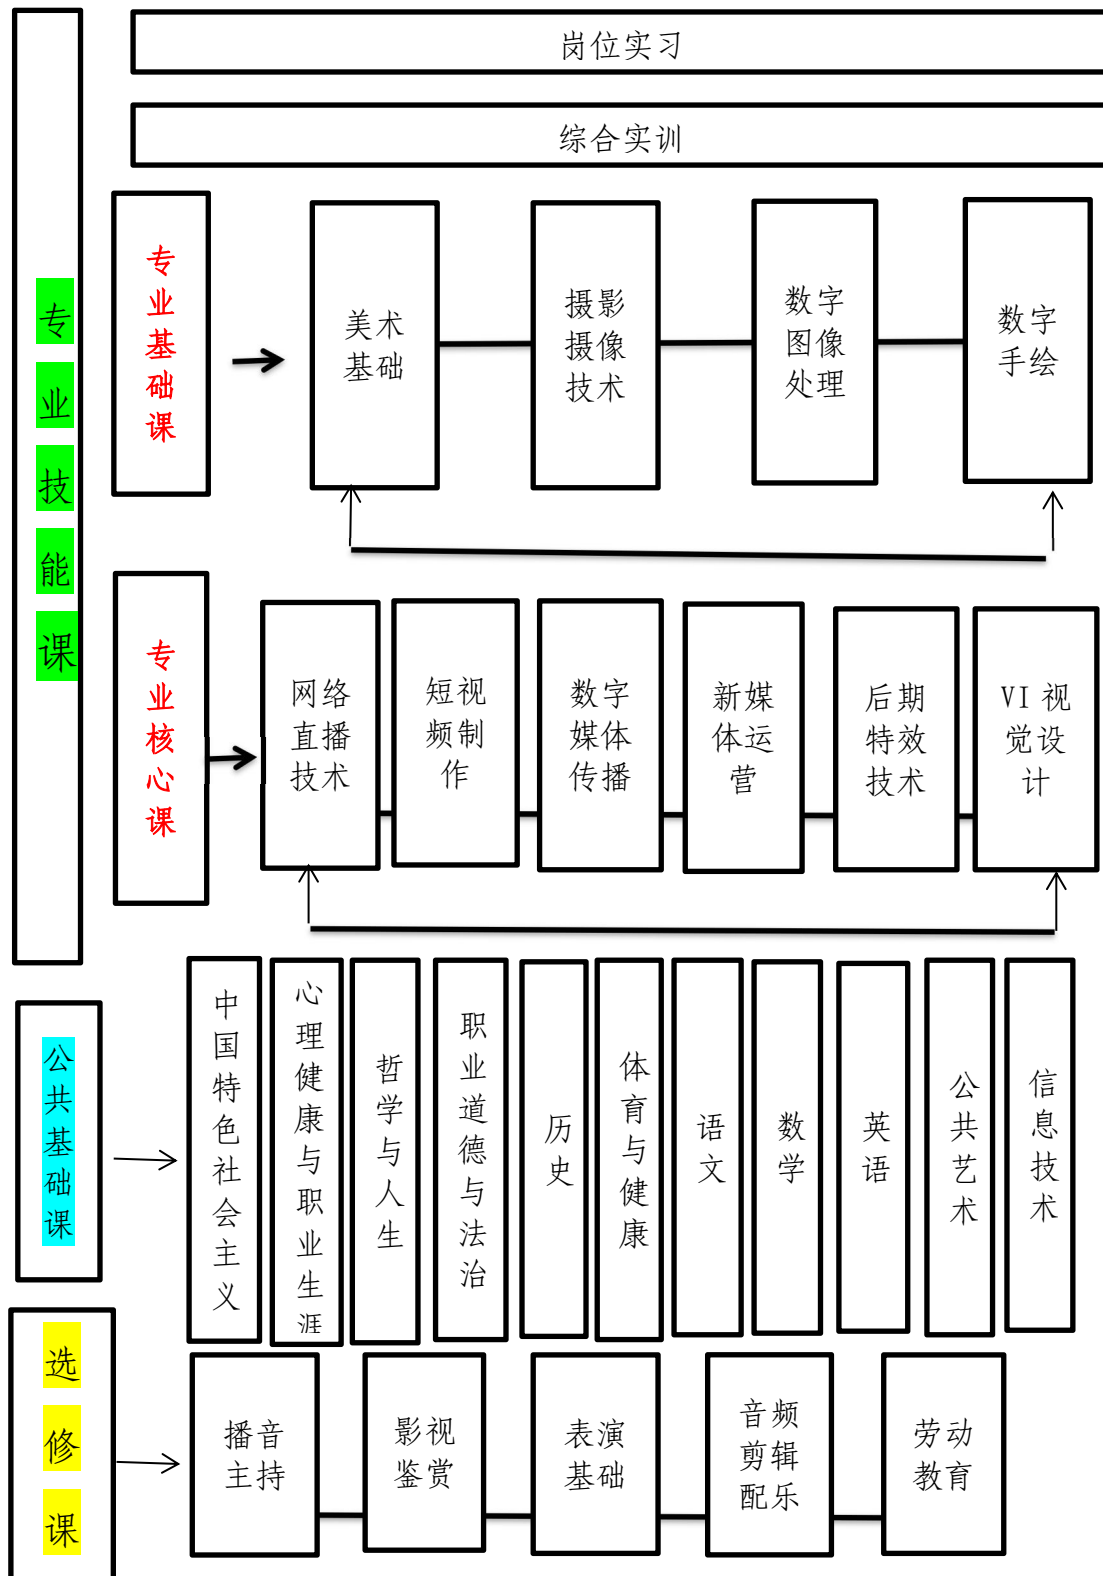 岗位实习
综合实训
专业技能课
专业基础课
美术
基础
摄影
摄像
技术
数字
图像
处理
数字
手绘
专业核心课
网络
直播
技术
短视
频制
作
数字
媒体
传播
新媒
体运
营
后期
特效
技术
VI 视
觉设
计
公共基础课
中国特色社会主义
心理健康与职业生涯
哲学与人生
职业道德与法治
历史
体育与健康
语文
数学
英语
公共艺术
信息技术
选修课
播音
主持
影视
鉴赏
表演
基础
音频
剪辑
配乐
劳动
教育